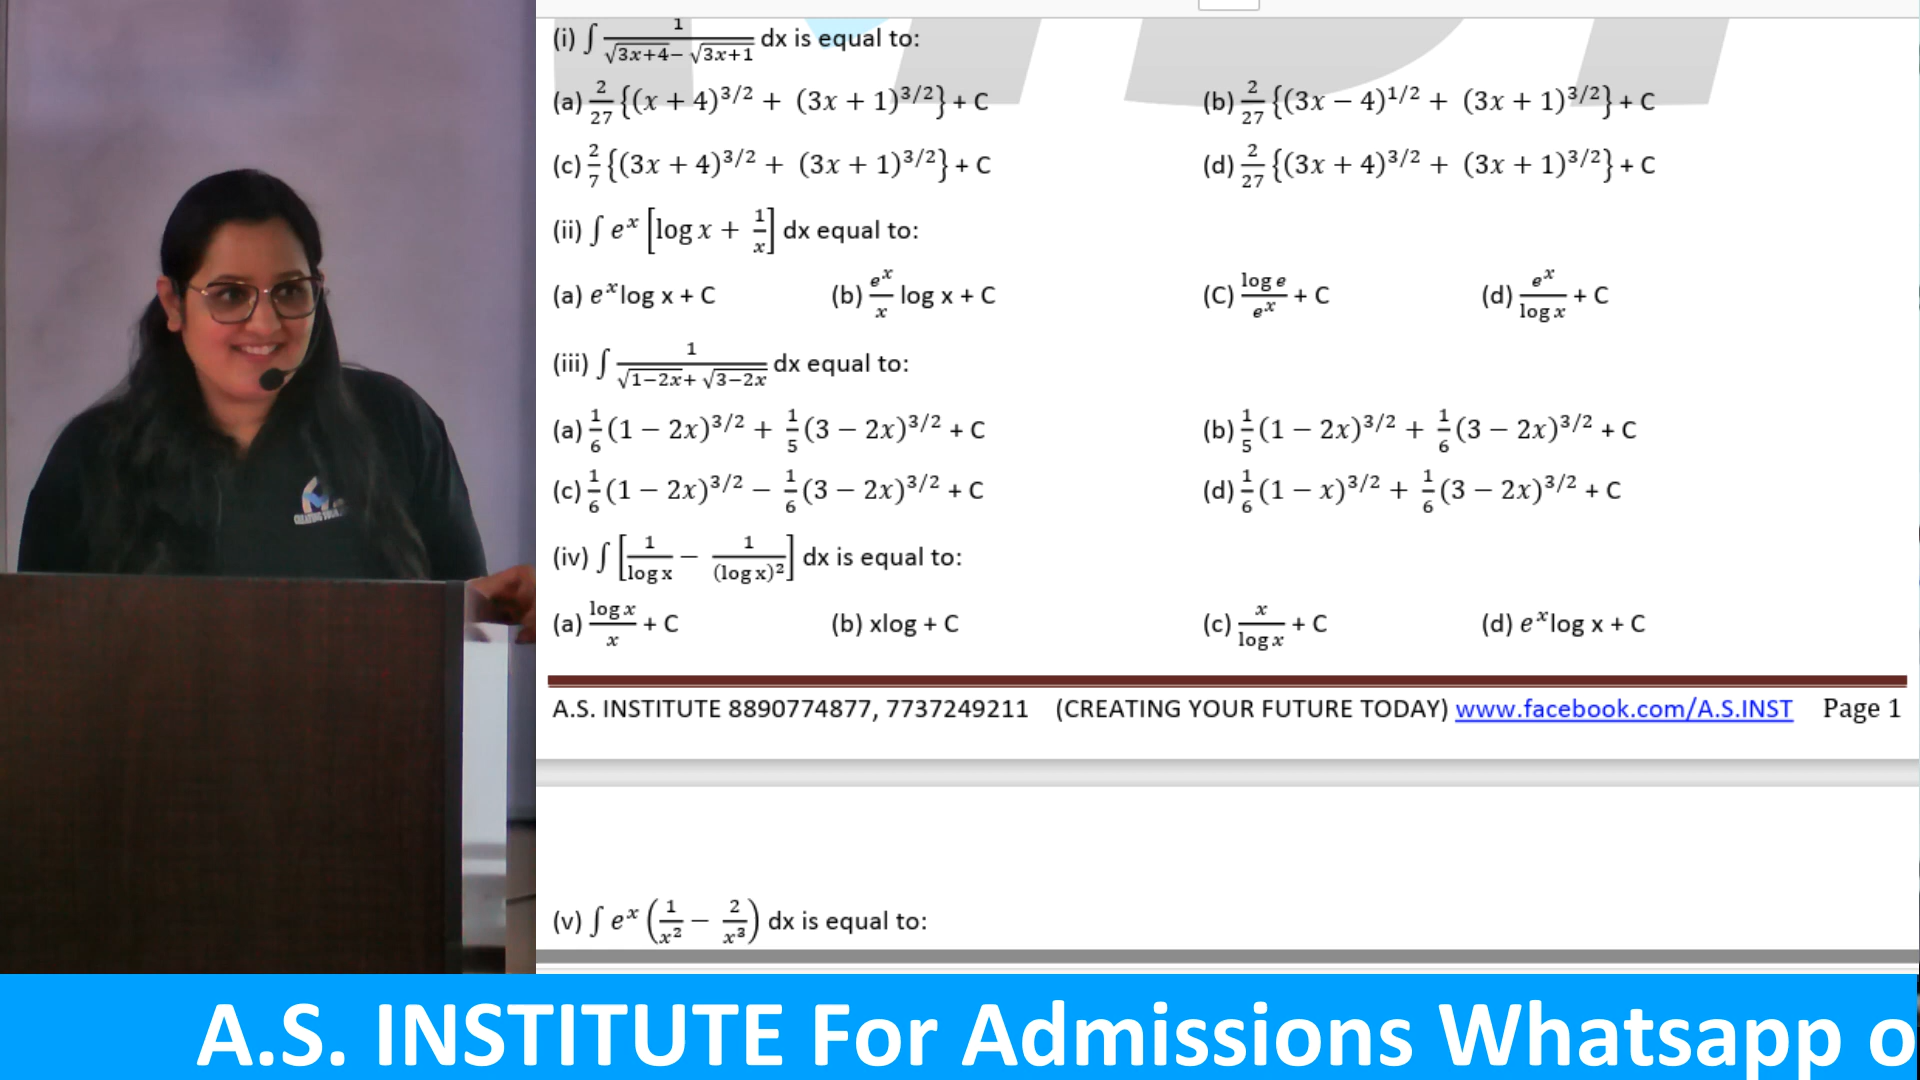 (i) ∫ 1/(√3x+4− √3x+1) dx is equal to:
(a) 2/27 {(x + 4)^3/2 + (3x + 1)^3/2} + C (b) 2/27 {(3x − 4)^1/2 + (3x + 1)^3/2} + C
(c) 2/7 {(3x + 4)^3/2 + (3x + 1)^3/2} + C (d) 2/27 {(3x + 4)^3/2 + (3x + 1)^3/2} + C
(ii) ∫ e^x [log x + 1/x] dx equal to:
(a) e^x log x + C (b) e^x/x log x + C (C) log e/e^x + C (d) e^x/log x + C
(iii) ∫ 1/(√1−2x+ √3−2x) dx equal to:
(a) 1/6 (1 − 2x)^3/2 + 1/5 (3 − 2x)^3/2 + C (b) 1/5 (1 − 2x)^3/2 + 1/6 (3 − 2x)^3/2 + C
(c) 1/6 (1 − 2x)^3/2 − 1/6 (3 − 2x)^3/2 + C (d) 1/6 (1 − x)^3/2 + 1/6 (3 − 2x)^3/2 + C
(iv) ∫ [1/log x − 1/(log x)^2] dx is equal to:
(a) log x/x + C (b) xlog + C (c) x/log x + C (d) e^x log x + C
A.S. INSTITUTE 8890774877, 7737249211 (CREATING YOUR FUTURE TODAY) www.facebook.com/A.S.INST Page 1
(v) ∫ e^x (1/x^2 − 2/x^3) dx is equal to:
A.S. INSTITUTE For Admissions Whatsapp o